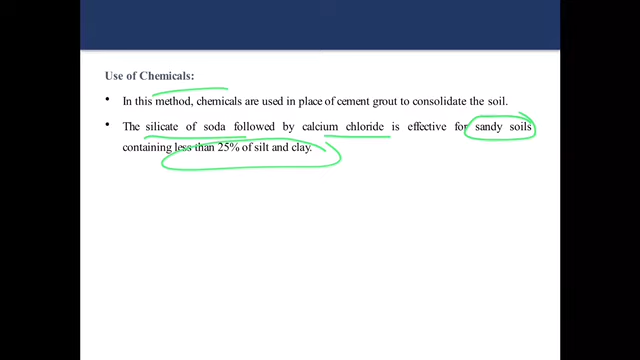 Use of Chemicals:
• In this method, chemicals are used in place of cement grout to consolidate the soil.
• The silicate of soda followed by calcium chloride is effective for sandy soils
containing less than 25% of silt and clay.